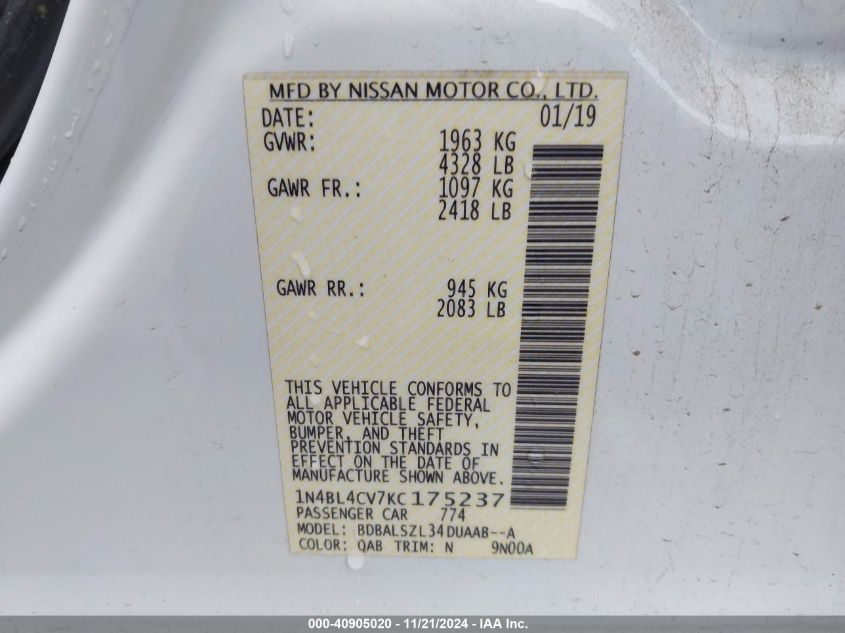 MFD BY NISSAN MOTOR CO., LTD.
DATE: 01/19
GVWR: 1963 KG
4328 LB
GAWR FR.: 1097 KG
2418 LB
GAWR RR.: 945 KG
2083 LB
THIS VEHICLE CONFORMS TO
ALL APPLICABLE FEDERAL
MOTOR VEHICLE SAFETY,
BUMPER, AND THEFT
PREVENTION STANDARDS IN
EFFECT ON THE DATE OF
MANUFACTURE SHOWN ABOVE.
1N4BL4CV7KC175237
PASSENGER CAR 774
MODEL: BDBALSZL34DUAAB--A
COLOR: QAB TRIM: N 9N00A
000-40905020 - 11/21/2024 - IAA Inc.